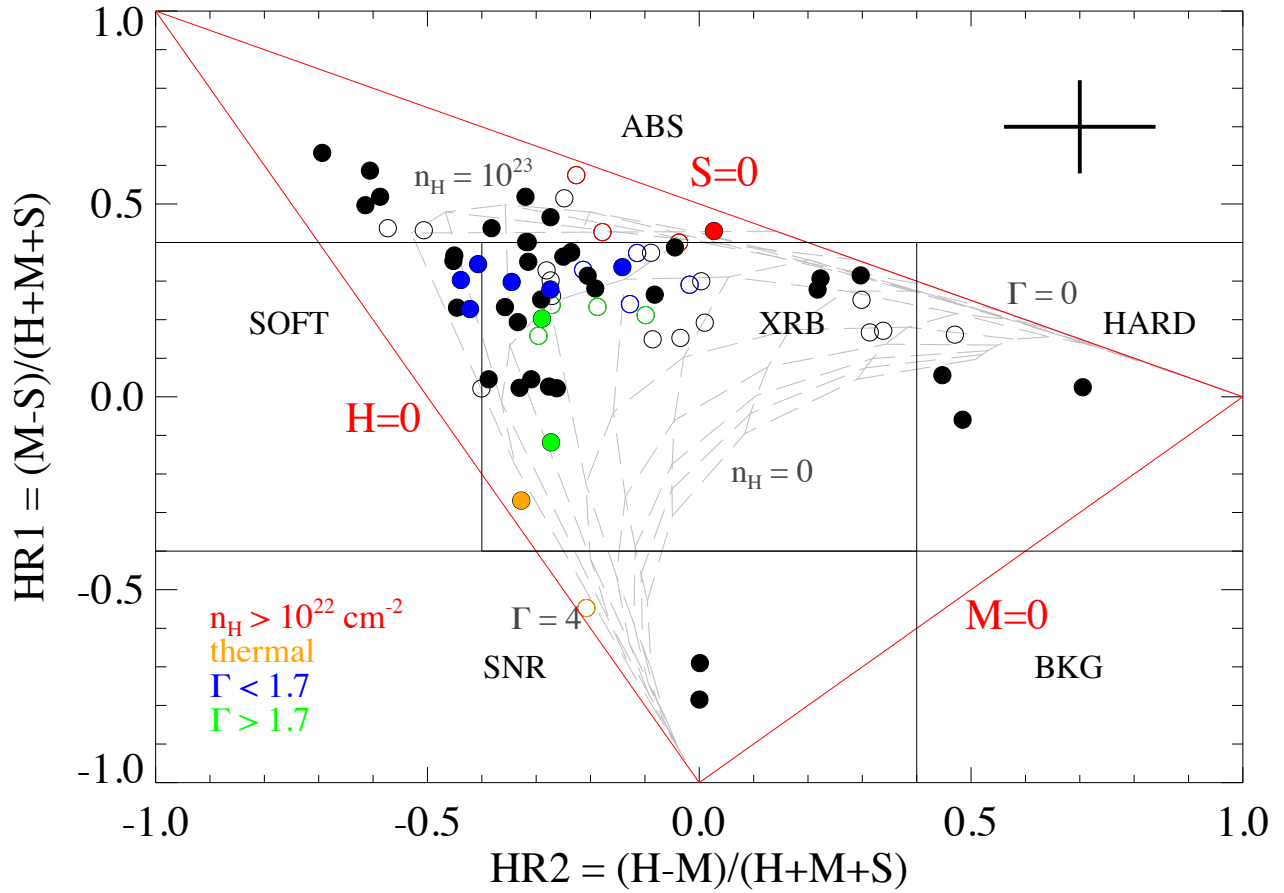 1.0
ABS
n_H = 10^23
S=0
0.5
Γ = 0
SOFT
XRB
HARD
HR1 = (M-S)/(H+M+S)
0.0
H=0
n_H = 0
-0.5
n_H > 10^22 cm^-2
Γ = 4
M=0
thermal
SNR
BKG
Γ < 1.7
Γ > 1.7
-1.0
-1.0
-0.5
0.0
0.5
1.0
HR2 = (H-M)/(H+M+S)